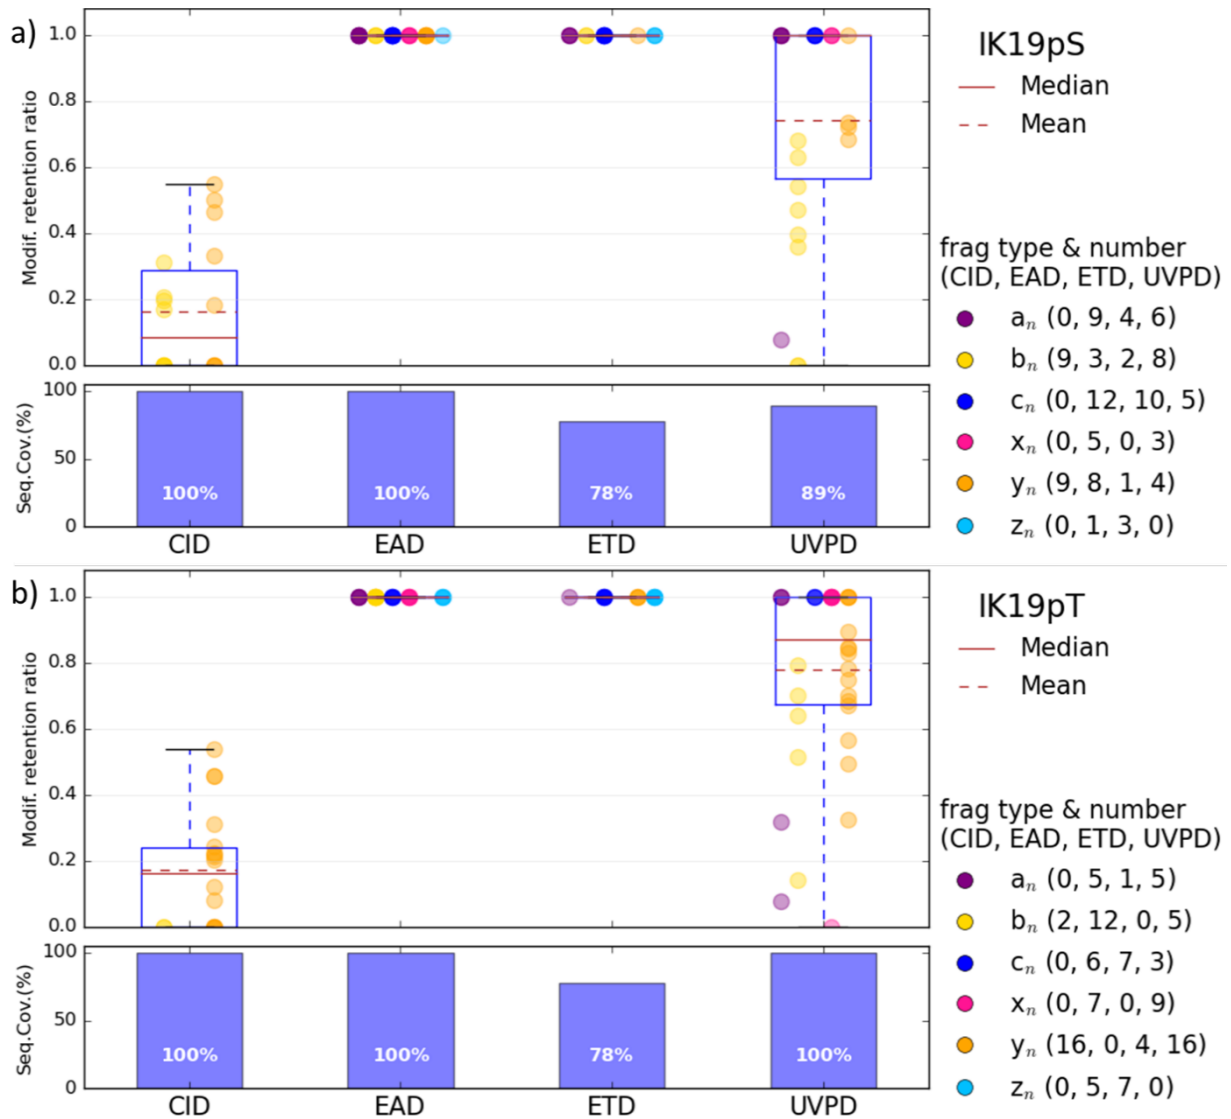 a)
Modif. retention ratio
1.0
0.8
0.6
0.4
0.2
0.0
IK19pS
Median
Mean
frag type & number
(CID, EAD, ETD, UVPD)
aₙ (0, 9, 4, 6)
bₙ (9, 3, 2, 8)
cₙ (0, 12, 10, 5)
xₙ (0, 5, 0, 3)
yₙ (9, 8, 1, 4)
zₙ (0, 1, 3, 0)
Seq.Cov.(%)
100
50
0
100%
100%
78%
89%
CID EAD ETD UVPD
b)
Modif. retention ratio
1.0
0.8
0.6
0.4
0.2
0.0
IK19pT
Median
Mean
frag type & number
(CID, EAD, ETD, UVPD)
aₙ (0, 5, 1, 5)
bₙ (2, 12, 0, 5)
cₙ (0, 6, 7, 3)
xₙ (0, 7, 0, 9)
yₙ (16, 0, 4, 16)
zₙ (0, 5, 7, 0)
Seq.Cov.(%)
100
50
0
100%
100%
78%
100%
CID EAD ETD UVPD